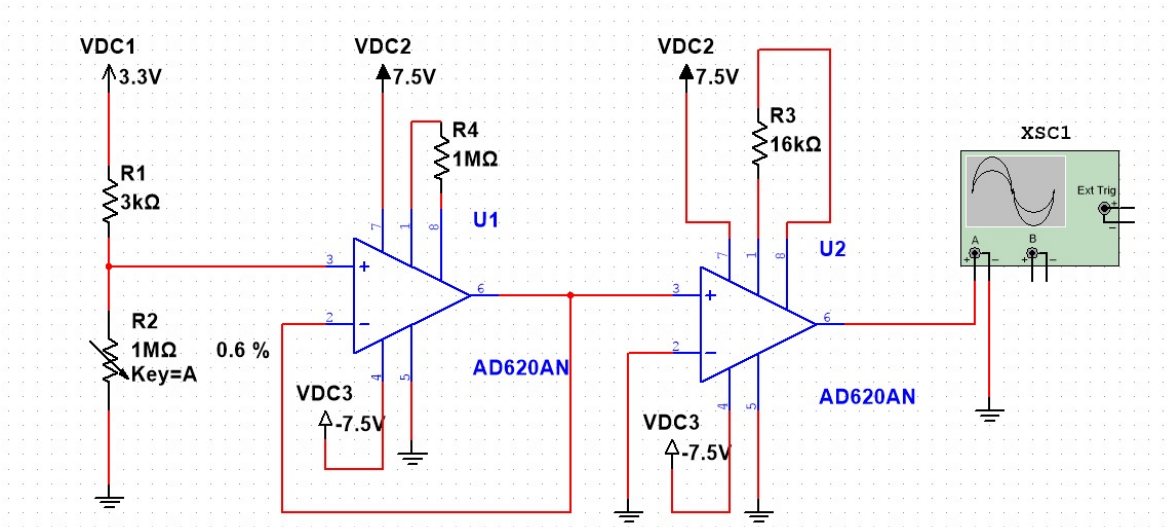 VDC1
3.3V
R1
3kΩ
R2
1MΩ
Key=A
0.6 %
VDC2
7.5V
R4
1MΩ
U1
7
1
8
3
+
2
−
6
4
5
AD620AN
VDC3
-7.5V
VDC2
7.5V
R3
16kΩ
U2
7
1
8
3
+
2
−
6
4
5
AD620AN
VDC3
-7.5V
XSC1
Ext Trig
+
−
A
B
+
−
+
−